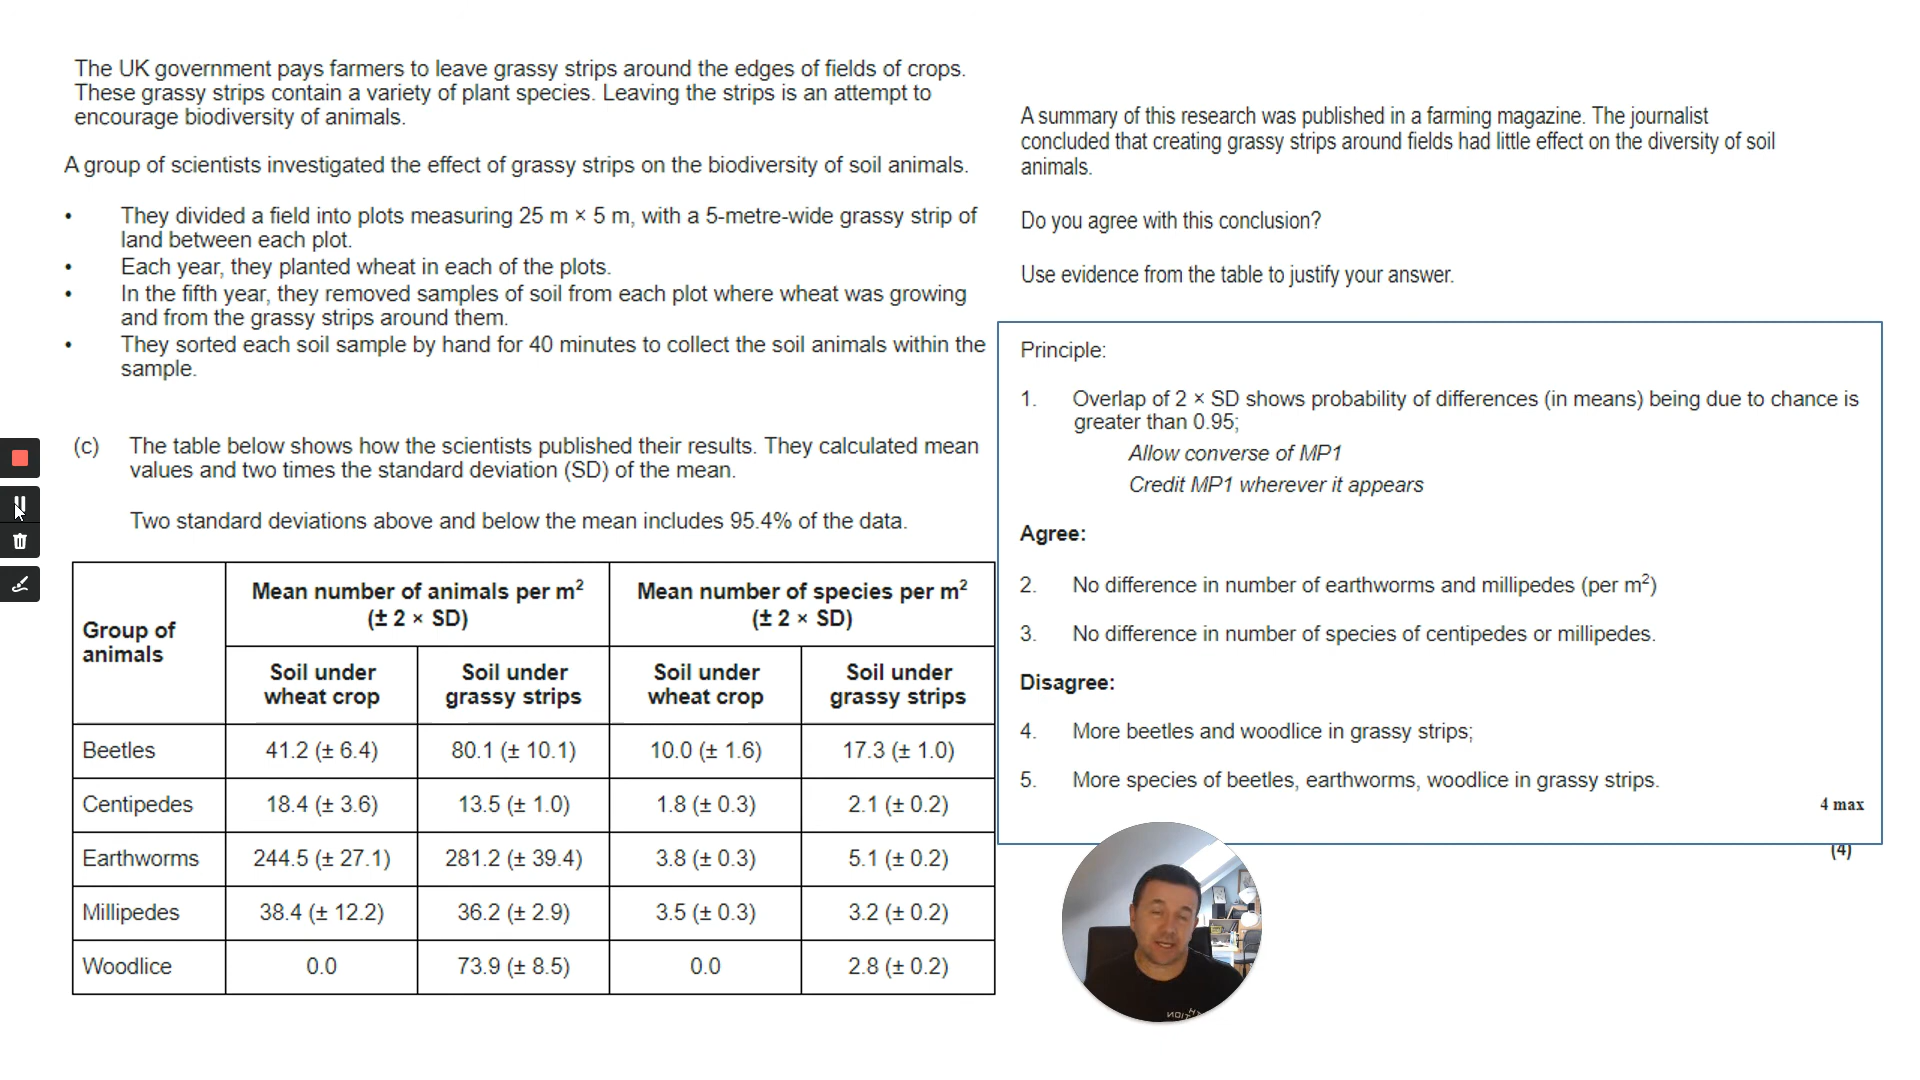 The UK government pays farmers to leave grassy strips around the edges of fields of crops.
These grassy strips contain a variety of plant species. Leaving the strips is an attempt to
encourage biodiversity of animals.
A group of scientists investigated the effect of grassy strips on the biodiversity of soil animals.
• They divided a field into plots measuring 25 m × 5 m, with a 5-metre-wide grassy strip of
land between each plot.
• Each year, they planted wheat in each of the plots.
• In the fifth year, they removed samples of soil from each plot where wheat was growing
and from the grassy strips around them.
• They sorted each soil sample by hand for 40 minutes to collect the soil animals within the
sample.
(c) The table below shows how the scientists published their results. They calculated mean
values and two times the standard deviation (SD) of the mean.
Two standard deviations above and below the mean includes 95.4% of the data.
Group of animals
Mean number of animals per m² (± 2 × SD)
Mean number of species per m² (± 2 × SD)
Soil under wheat crop
Soil under grassy strips
Soil under wheat crop
Soil under grassy strips
Beetles 41.2 (± 6.4) 80.1 (± 10.1) 10.0 (± 1.6) 17.3 (± 1.0)
Centipedes 18.4 (± 3.6) 13.5 (± 1.0) 1.8 (± 0.3) 2.1 (± 0.2)
Earthworms 244.5 (± 27.1) 281.2 (± 39.4) 3.8 (± 0.3) 5.1 (± 0.2)
Millipedes 38.4 (± 12.2) 36.2 (± 2.9) 3.5 (± 0.3) 3.2 (± 0.2)
Woodlice 0.0 73.9 (± 8.5) 0.0 2.8 (± 0.2)
A summary of this research was published in a farming magazine. The journalist
concluded that creating grassy strips around fields had little effect on the diversity of soil
animals.
Do you agree with this conclusion?
Use evidence from the table to justify your answer.
Principle:
1. Overlap of 2 × SD shows probability of differences (in means) being due to chance is
greater than 0.95;
Allow converse of MP1
Credit MP1 wherever it appears
Agree:
2. No difference in number of earthworms and millipedes (per m²)
3. No difference in number of species of centipedes or millipedes.
Disagree:
4. More beetles and woodlice in grassy strips;
5. More species of beetles, earthworms, woodlice in grassy strips.
4 max
(4)